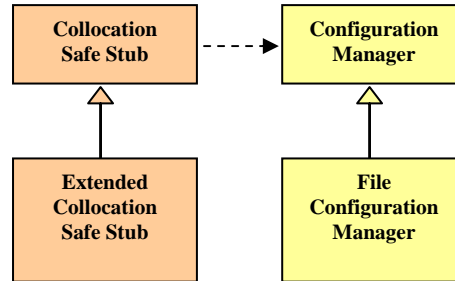 Collocation
Safe Stub
Configuration
Manager
Extended
Collocation
Safe Stub
File
Configuration
Manager